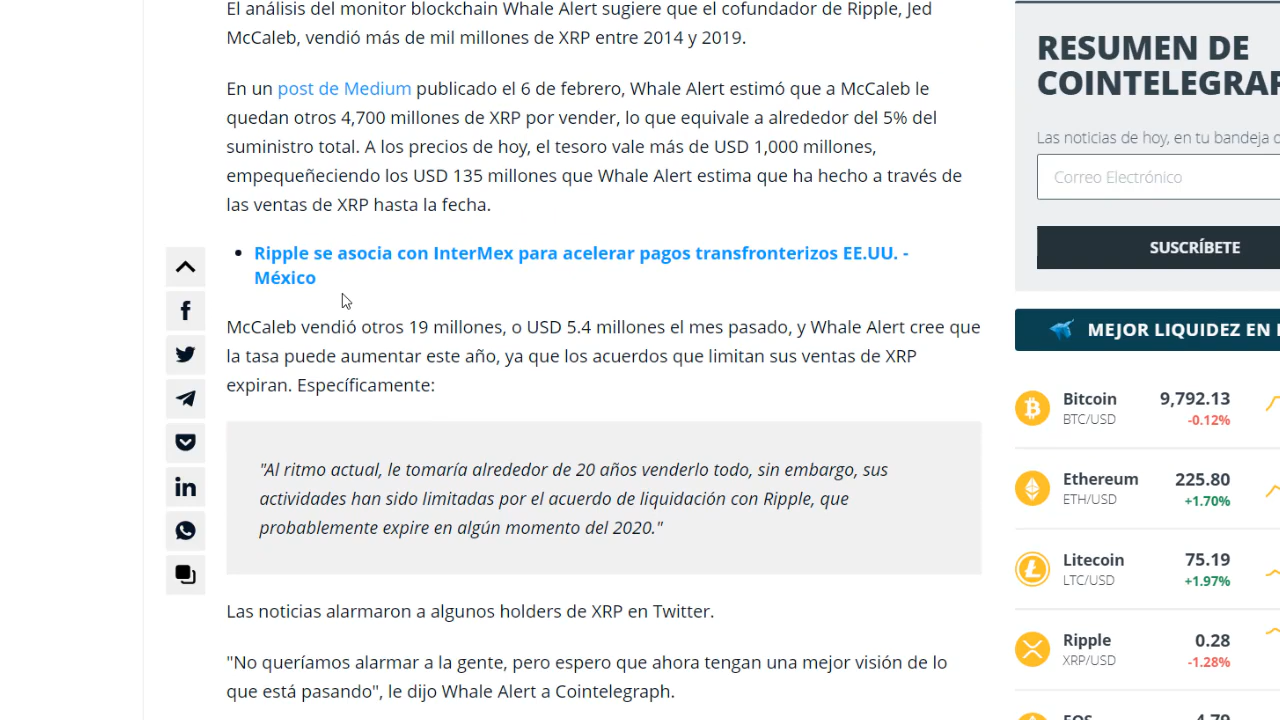 El análisis del monitor blockchain Whale Alert sugiere que el cofundador de Ripple, Jed
McCaleb, vendió más de mil millones de XRP entre 2014 y 2019.
En un post de Medium publicado el 6 de febrero, Whale Alert estimó que a McCaleb le
quedan otros 4,700 millones de XRP por vender, lo que equivale a alrededor del 5% del
suministro total. A los precios de hoy, el tesoro vale más de USD 1,000 millones,
empequeñeciendo los USD 135 millones que Whale Alert estima que ha hecho a través de
las ventas de XRP hasta la fecha.
Ripple se asocia con InterMex para acelerar pagos transfronterizos EE.UU. -
México
McCaleb vendió otros 19 millones, o USD 5.4 millones el mes pasado, y Whale Alert cree que
la tasa puede aumentar este año, ya que los acuerdos que limitan sus ventas de XRP
expiran. Específicamente:
"Al ritmo actual, le tomaría alrededor de 20 años venderlo todo, sin embargo, sus
actividades han sido limitadas por el acuerdo de liquidación con Ripple, que
probablemente expire en algún momento del 2020."
Las noticias alarmaron a algunos holders de XRP en Twitter.
"No queríamos alarmar a la gente, pero espero que ahora tengan una mejor visión de lo
que está pasando", le dijo Whale Alert a Cointelegraph.
RESUMEN DE
COINTELEGRAP
Las noticias de hoy, en tu bandeja
Correo Electrónico
SUSCRÍBETE
MEJOR LIQUIDEZ EN
Bitcoin 9,792.13
BTC/USD -0.12%
Ethereum 225.80
ETH/USD +1.70%
Litecoin 75.19
LTC/USD +1.97%
Ripple 0.28
XRP/USD -1.28%